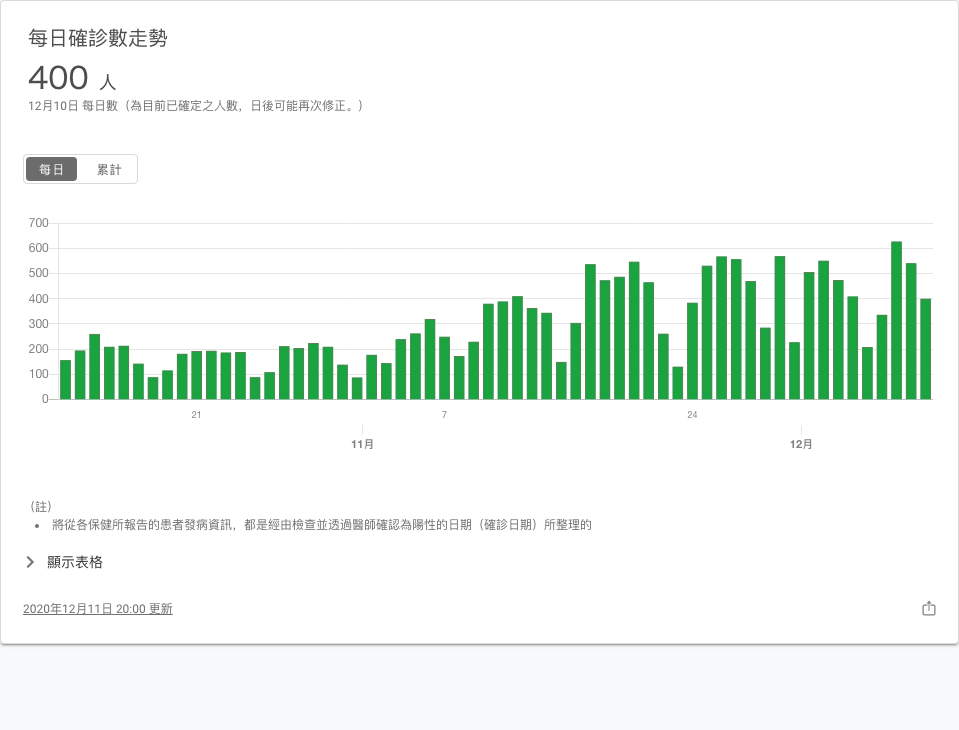 每日確診數走勢
400 人
12月10日 每日數（為目前已確定之人數，日後可能再次修正。）
每日 累計
700
600
500
400
300
200
100
0
21 7 24
11月 12月
（註）
• 將從各保健所報告的患者發病資訊，都是經由檢查並透過醫師確認為陽性的日期（確診日期）所整理的
顯示表格
2020年12月11日 20:00 更新